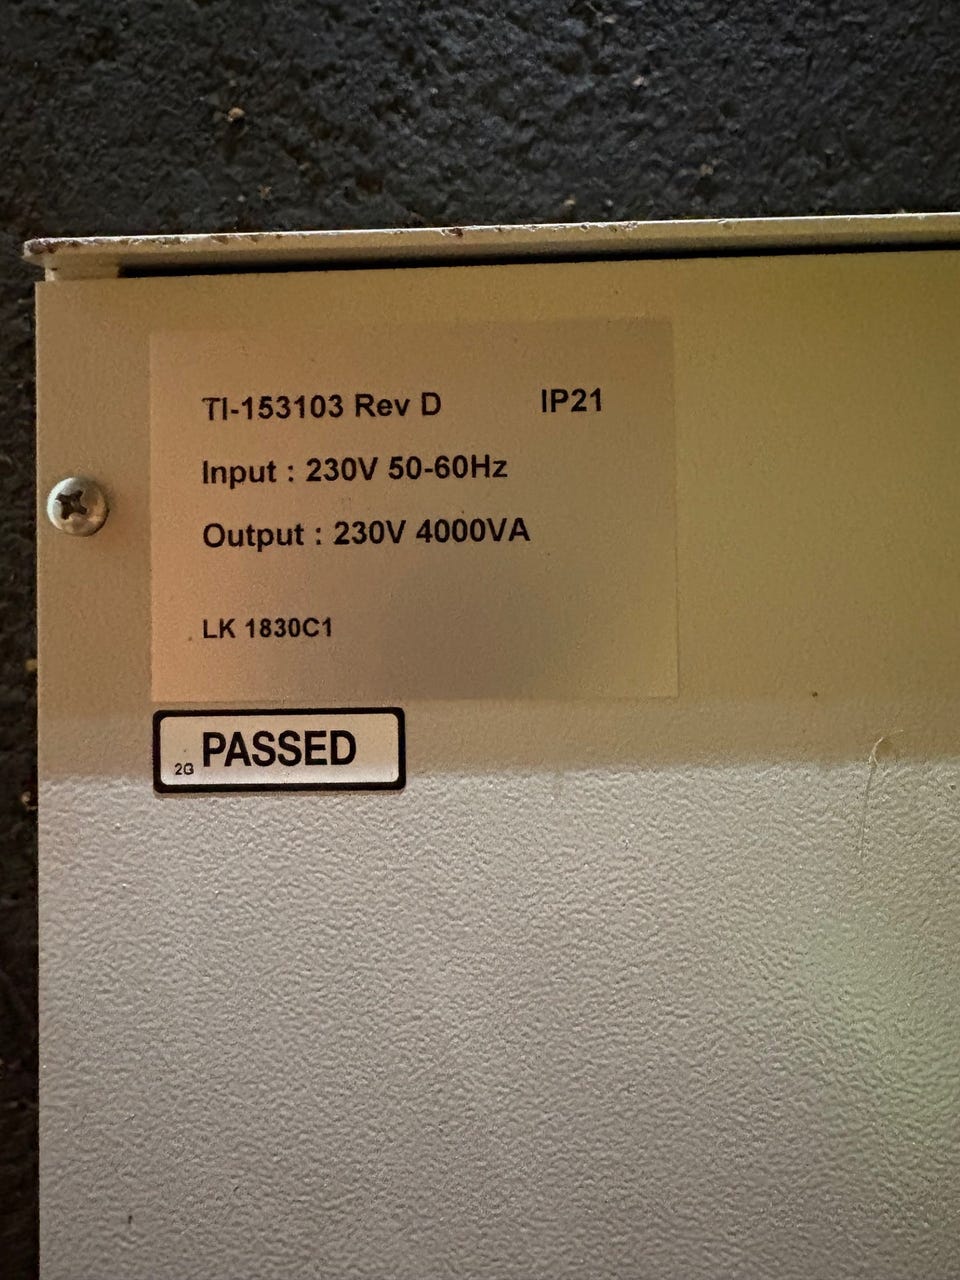 TI-153103 Rev D IP21
Input : 230V 50-60Hz
Output : 230V 4000VA
LK 1830C1
2G PASSED